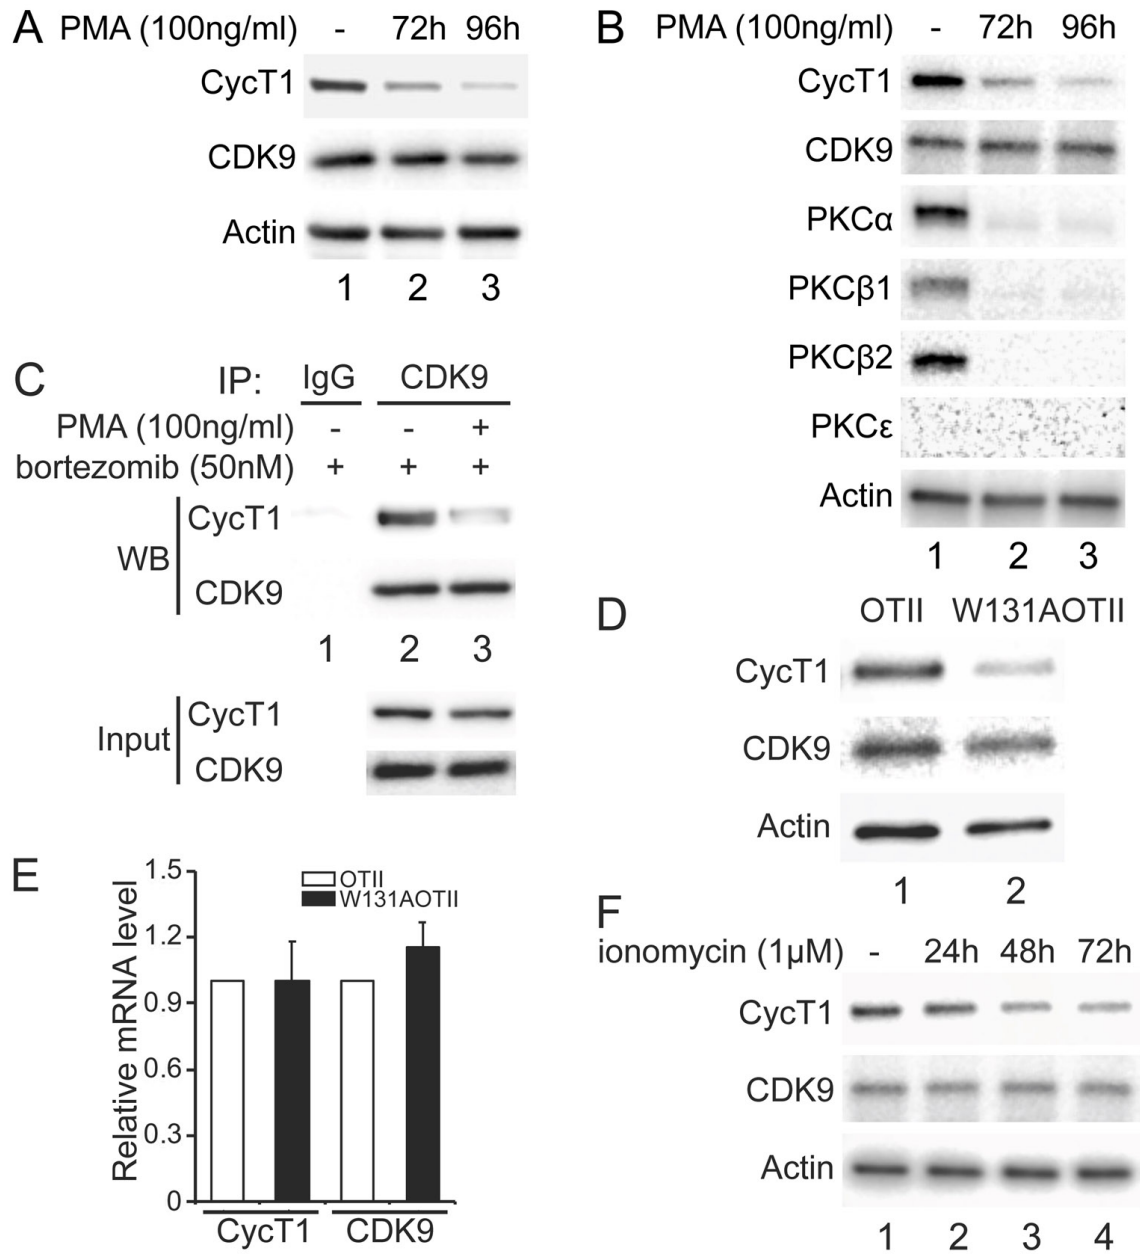 A
PMA (100ng/ml) - 72h 96h
CycT1
CDK9
Actin
1 2 3
B
PMA (100ng/ml) - 72h 96h
CycT1
CDK9
PKCα
PKCβ1
PKCβ2
PKCε
Actin
1 2 3
C
IP: IgG CDK9
PMA (100ng/ml) - - +
bortezomib (50nM) + + +
WB
CycT1
CDK9
1 2 3
Input
CycT1
CDK9
D
OTII W131AOTII
CycT1
CDK9
Actin
1 2
E
Relative mRNA level
1.5
1.2
0.9
0.6
0.3
0
OTII
W131AOTII
CycT1 CDK9
F
ionomycin (1µM) - 24h 48h 72h
CycT1
CDK9
Actin
1 2 3 4